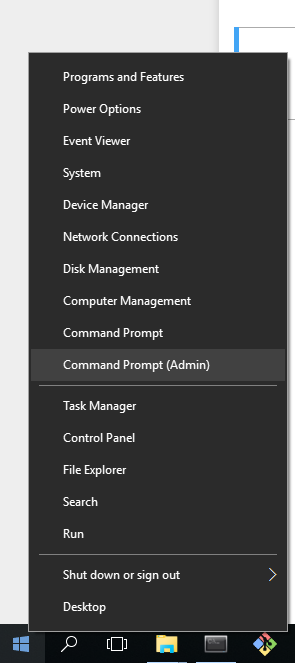 Programs and Features
Power Options
Event Viewer
System
Device Manager
Network Connections
Disk Management
Computer Management
Command Prompt
Command Prompt (Admin)
Task Manager
Control Panel
File Explorer
Search
Run
Shut down or sign out
Desktop